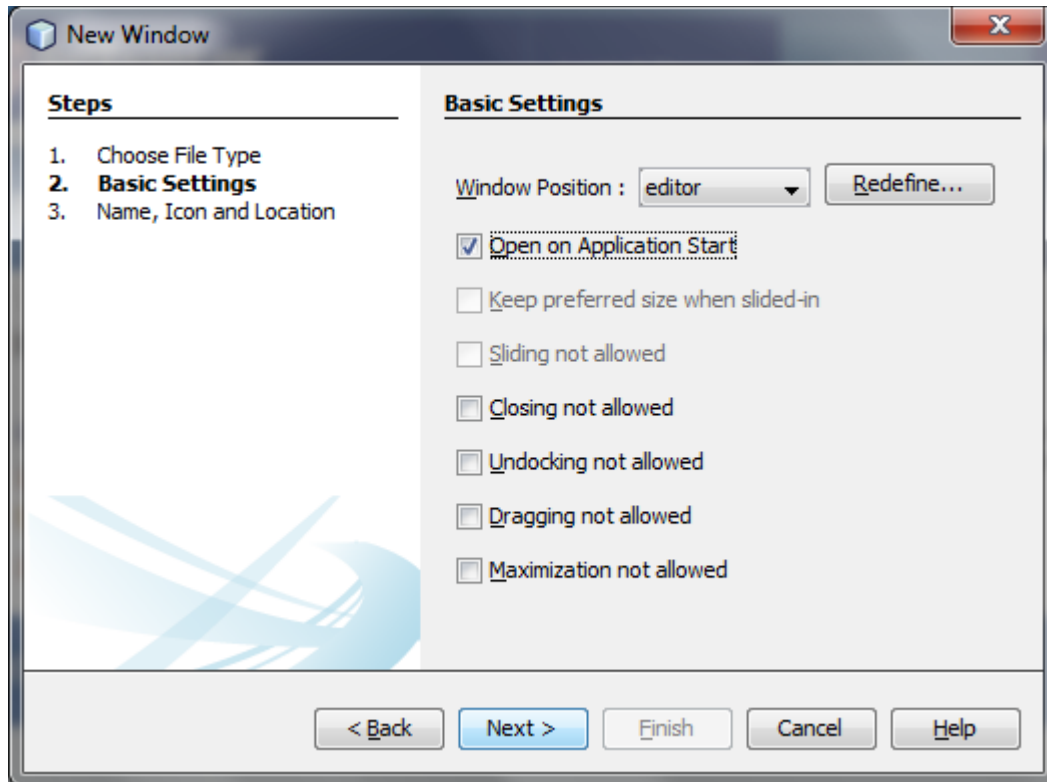 New Window
Steps
1. Choose File Type
2. Basic Settings
3. Name, Icon and Location
Basic Settings
Window Position : editor Redefine...
Open on Application Start
Keep preferred size when slided-in
Sliding not allowed
Closing not allowed
Undocking not allowed
Dragging not allowed
Maximization not allowed
< Back Next > Finish Cancel Help